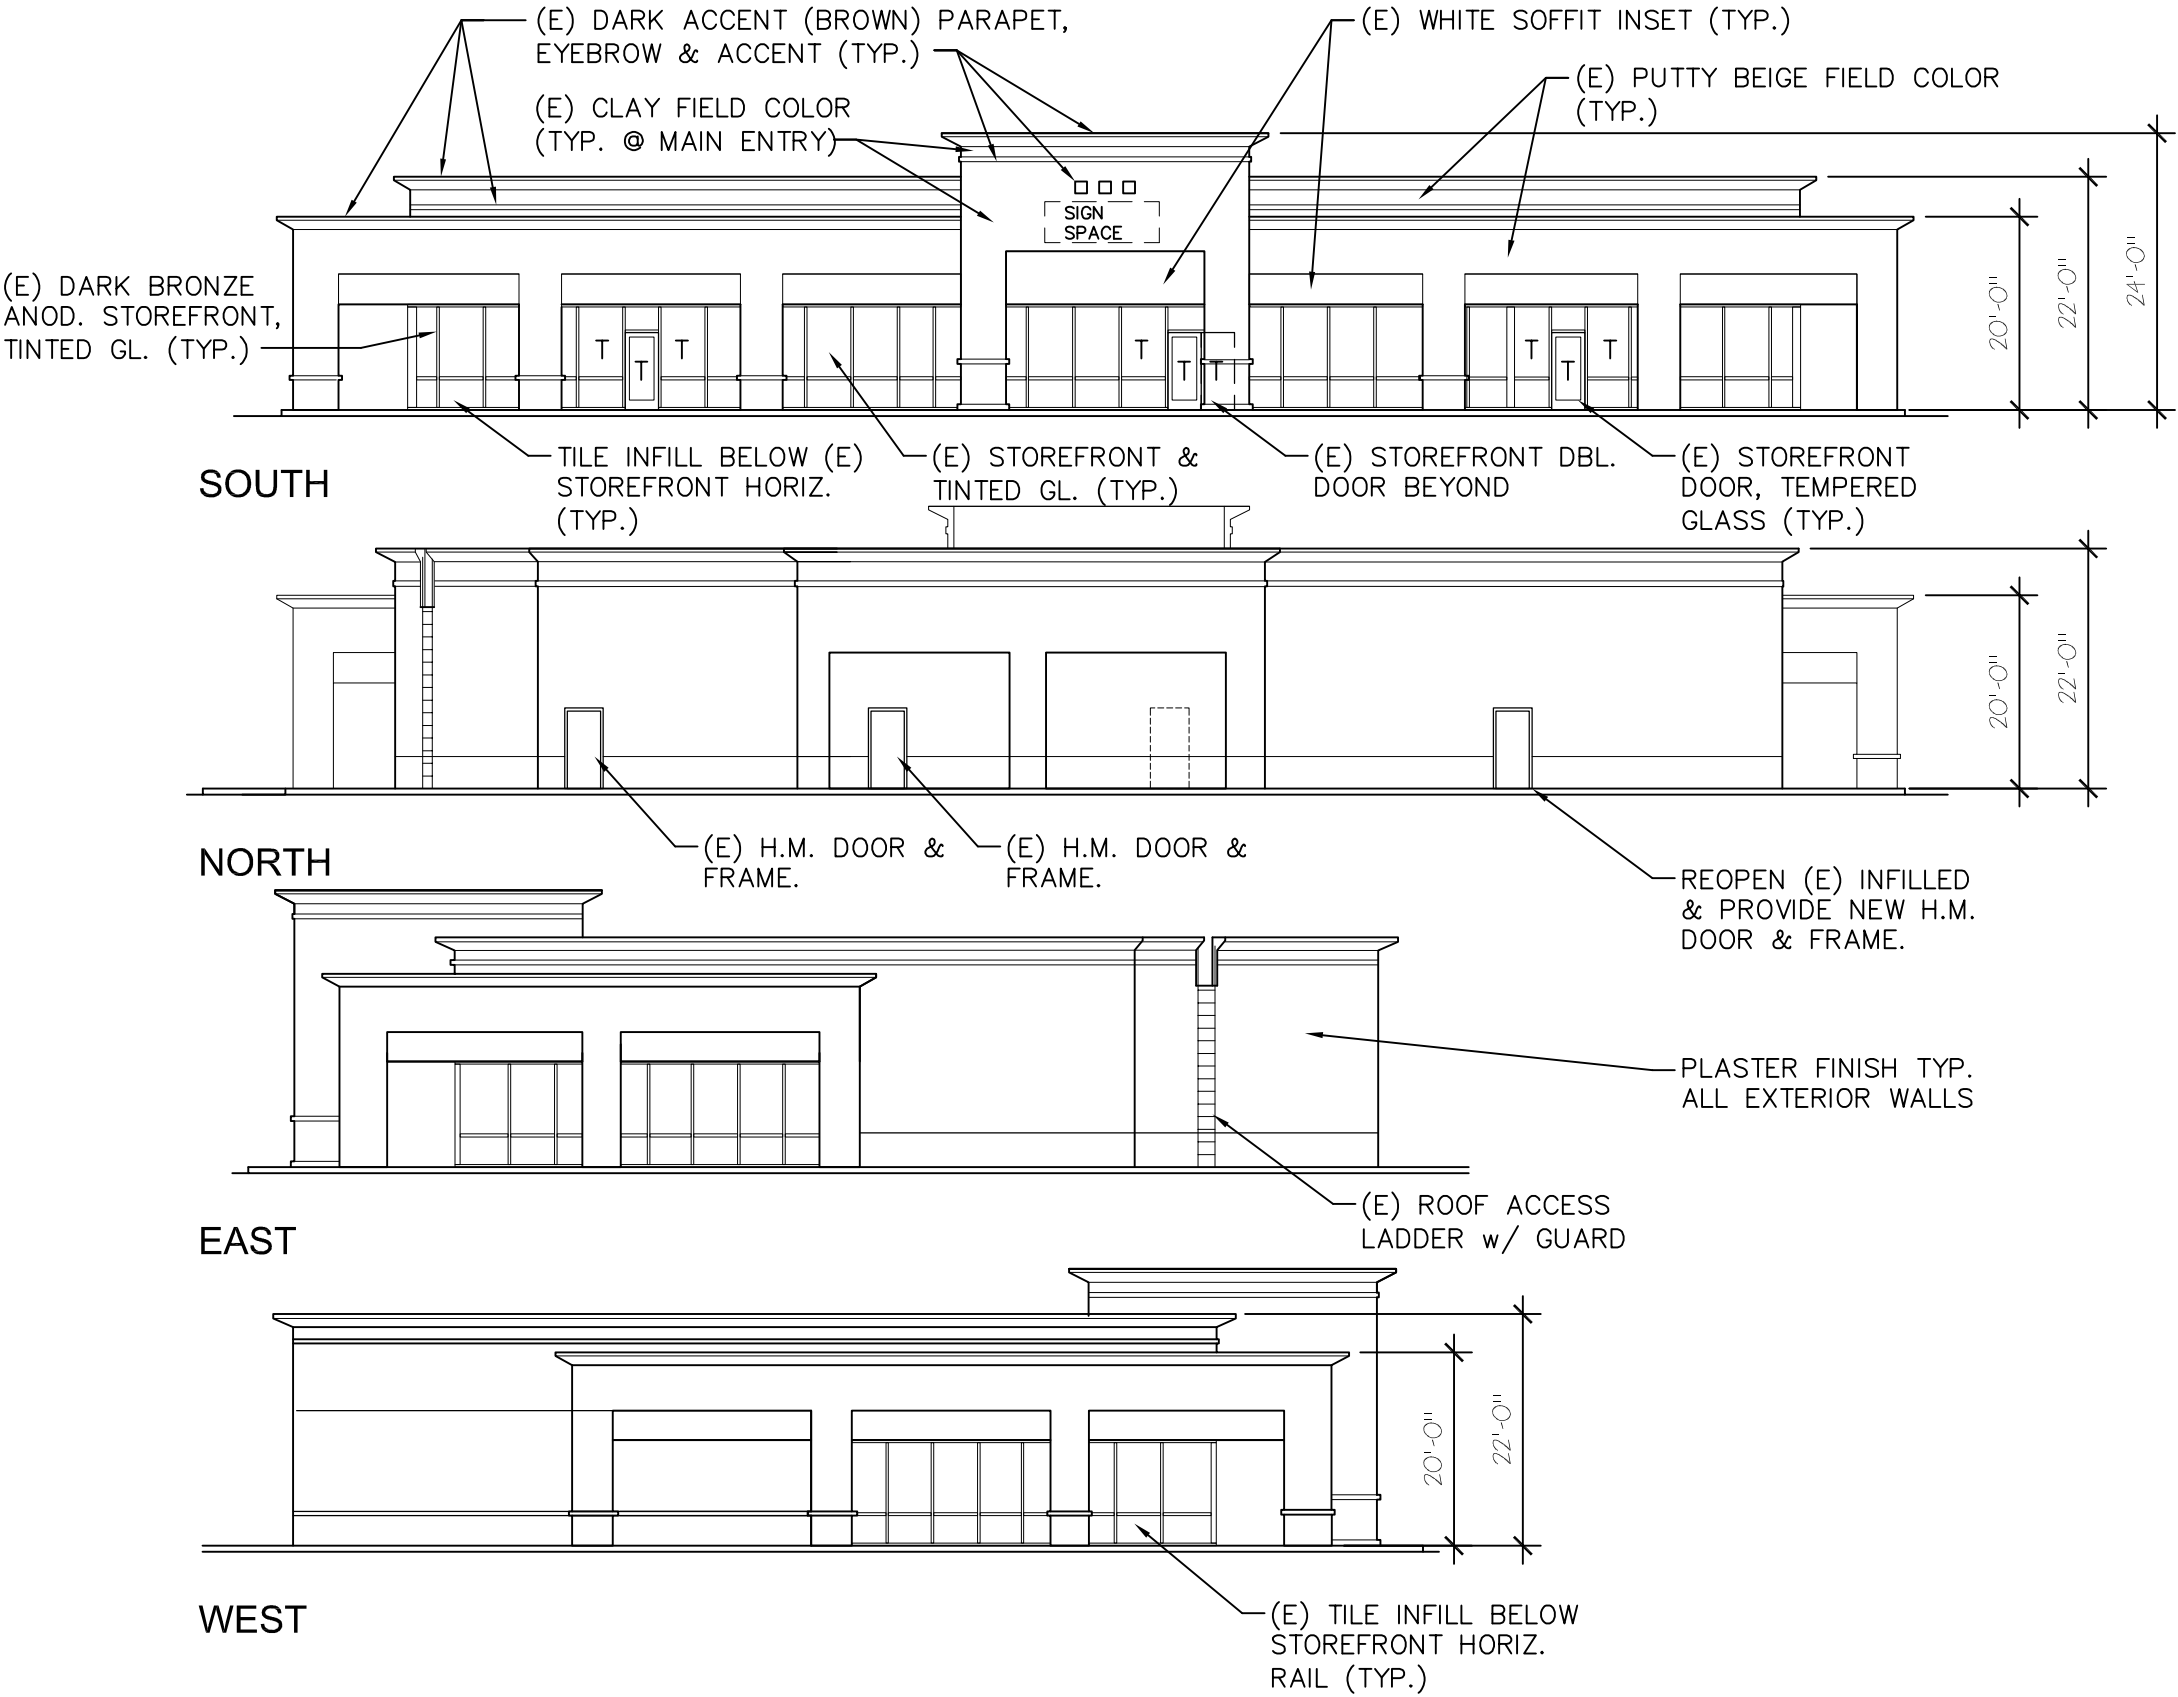 (E) DARK ACCENT (BROWN) PARAPET,
EYEBROW & ACCENT (TYP.)
(E) WHITE SOFFIT INSET (TYP.)
(E) PUTTY BEIGE FIELD COLOR
(TYP.)
(E) CLAY FIELD COLOR
(TYP. @ MAIN ENTRY)
SIGN
SPACE
(E) DARK BRONZE
ANOD. STOREFRONT,
TINTED GL. (TYP.)
T T
T
T
T T
T T
T
20'-0"
22'-0"
24'-0"
TILE INFILL BELOW (E)
STOREFRONT HORIZ.
(TYP.)
(E) STOREFRONT &
TINTED GL. (TYP.)
(E) STOREFRONT DBL.
DOOR BEYOND
(E) STOREFRONT
DOOR, TEMPERED
GLASS (TYP.)
SOUTH
20'-0"
22'-0"
(E) H.M. DOOR &
FRAME.
(E) H.M. DOOR &
FRAME.
REOPEN (E) INFILLED
& PROVIDE NEW H.M.
DOOR & FRAME.
NORTH
PLASTER FINISH TYP.
ALL EXTERIOR WALLS
(E) ROOF ACCESS
LADDER w/ GUARD
EAST
20'-0"
22'-0"
(E) TILE INFILL BELOW
STOREFRONT HORIZ.
RAIL (TYP.)
WEST